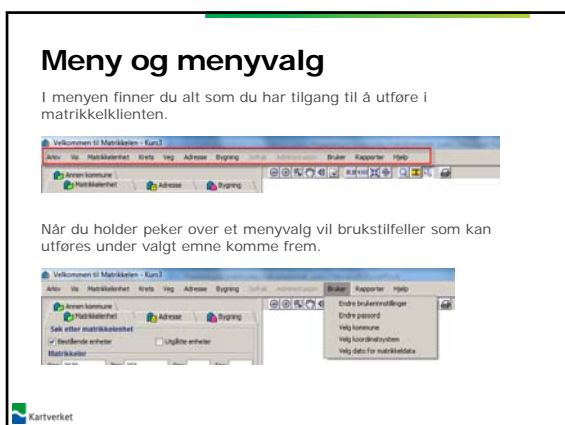 Meny og menyvalg
I menyen finner du alt som du har tilgang til å utføre i
matrikkelklienten.
Velkommen til Matrikkelen - Kurs3
Arkiv Vis Matrikkelenhet Krets Veg Adresse Bygning Bruker Rapporter Hjelp
Annen kommune
Matrikkelenhet Adresse Bygning
Når du holder peker over et menyvalg vil brukstilfeller som kan
utføres under valgt emne komme frem.
Velkommen til Matrikkelen - Kurs3
Arkiv Vis Matrikkelenhet Krets Veg Adresse Bygning Bruker Rapporter Hjelp
Annen kommune
Matrikkelenhet Adresse Bygning
Endre brukerinnstillinger
Endre passord
Velg kommune
Velg koordinatsystem
Velg dato for matrikkeldata
Søk etter matrikkelenhet
Bestående enheter Utgåtte enheter
Matrikkelnr
Kartverket